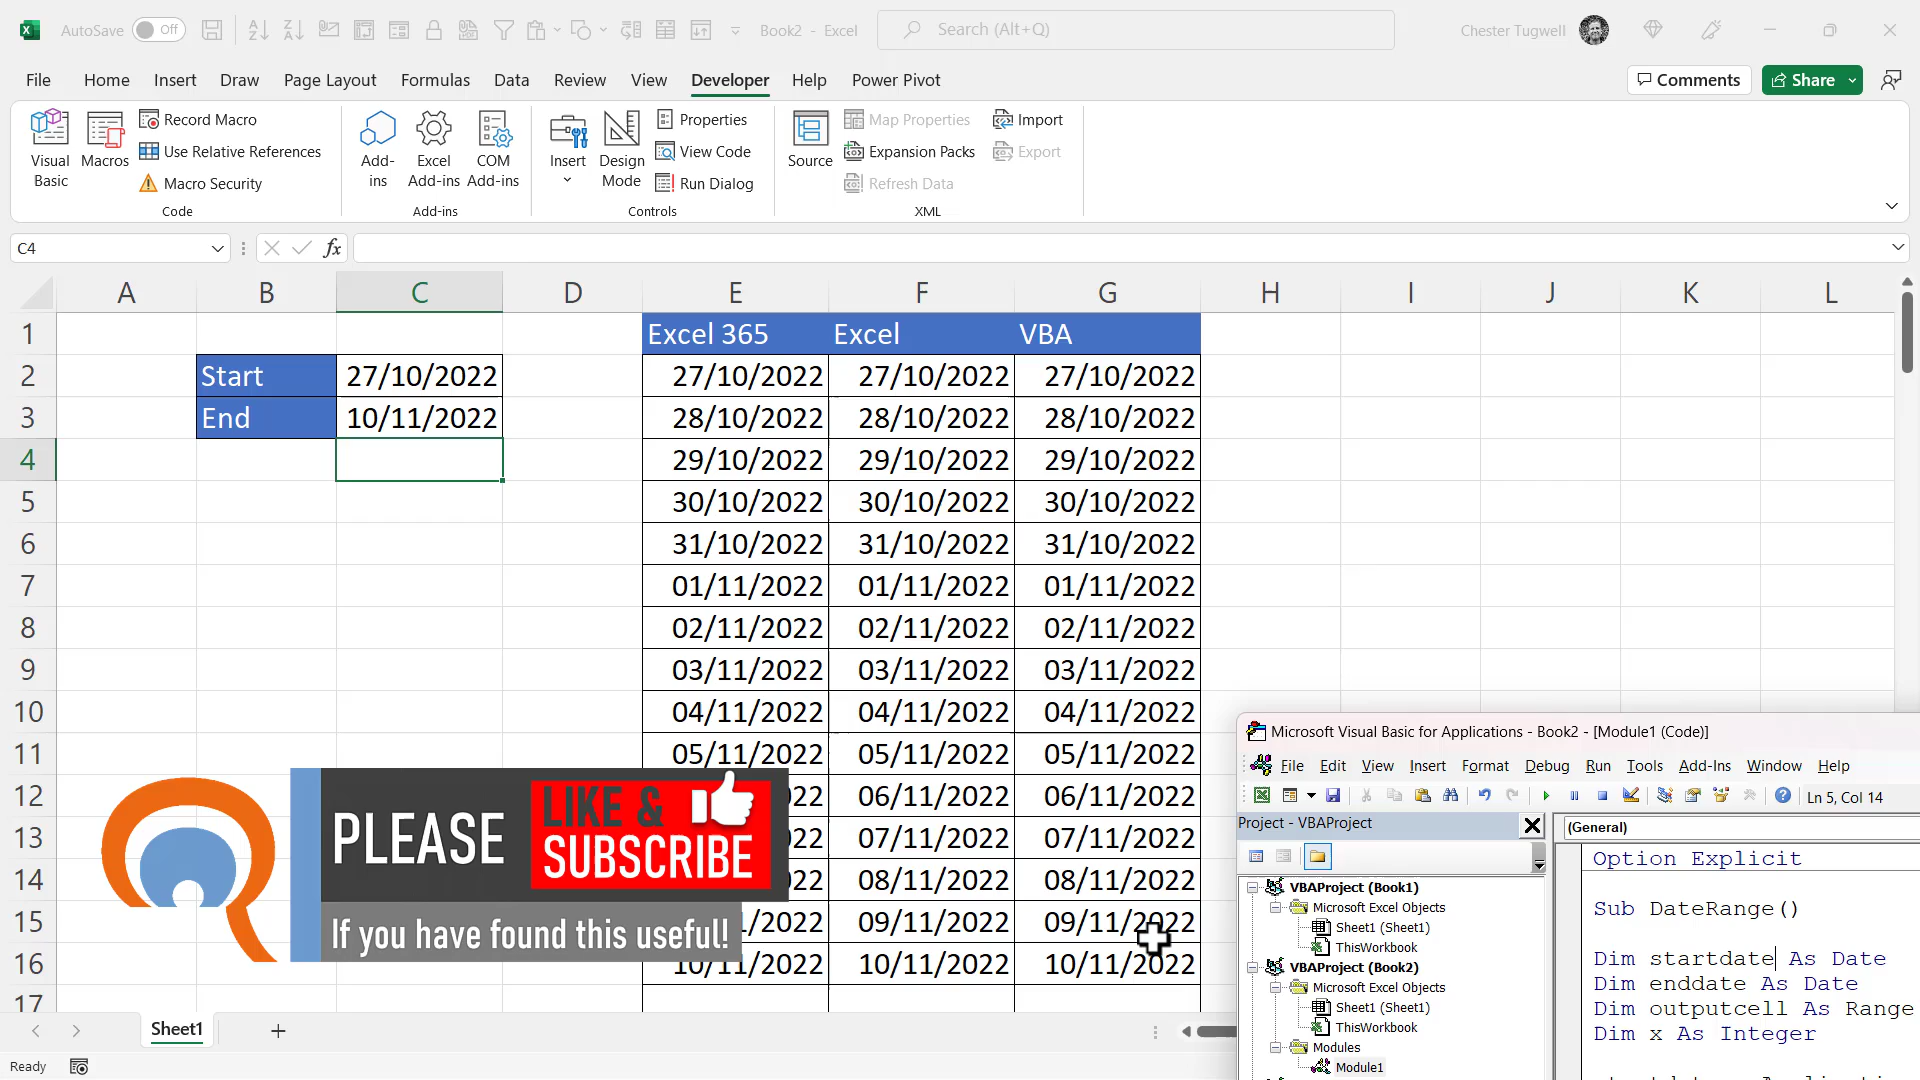 AutoSave Off Book2 - Excel Search (Alt+Q) Chester Tugwell
File Home Insert Draw Page Layout Formulas Data Review View Developer Help Power Pivot Comments Share
Visual Basic
Macros
Record Macro
Use Relative References
Macro Security
Code
Add-ins
Excel Add-ins
COM Add-ins
Add-ins
Insert
Design Mode
Properties
View Code
Run Dialog
Controls
Source
Map Properties
Expansion Packs
Refresh Data
Import
Export
XML
C4 fx
A B C D E F G H I J K L
1 Excel 365 Excel VBA
2 Start 27/10/2022 27/10/2022 27/10/2022 27/10/2022
3 End 10/11/2022 28/10/2022 28/10/2022 28/10/2022
4 29/10/2022 29/10/2022 29/10/2022
5 30/10/2022 30/10/2022 30/10/2022
6 31/10/2022 31/10/2022 31/10/2022
7 01/11/2022 01/11/2022 01/11/2022
8 02/11/2022 02/11/2022 02/11/2022
9 03/11/2022 03/11/2022 03/11/2022
10 04/11/2022 04/11/2022 04/11/2022
11 05/11/2022 05/11/2022 05/11/2022
12 06/11/2022 06/11/2022
13 07/11/2022 07/11/2022
14 08/11/2022 08/11/2022
15 09/11/2022 09/11/2022
16 10/11/2022 10/11/2022 10/11/2022
17
PLEASE
LIKE &
SUBSCRIBE
If you have found this useful!
Sheet1
Ready
Microsoft Visual Basic for Applications - Book2 - [Module1 (Code)]
File Edit View Insert Format Debug Run Tools Add-Ins Window Help
Ln 5, Col 14
Project - VBAProject
VBAProject (Book1)
Microsoft Excel Objects
Sheet1 (Sheet1)
ThisWorkbook
VBAProject (Book2)
Microsoft Excel Objects
Sheet1 (Sheet1)
ThisWorkbook
Modules
Module1
(General)
Option Explicit
Sub DateRange()
Dim startdate As Date
Dim enddate As Date
Dim outputcell As Range
Dim x As Integer